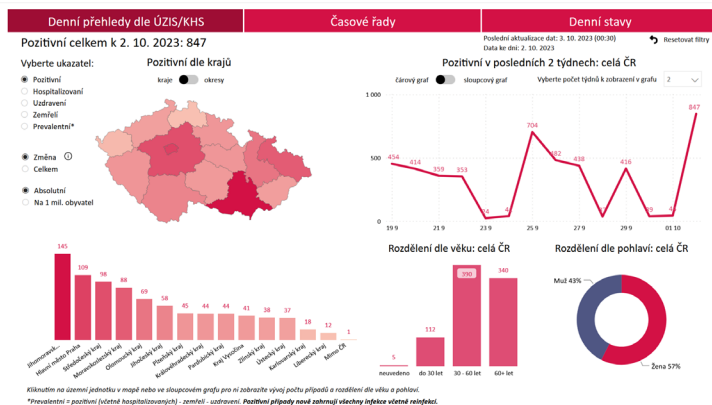 Denní přehledy dle ÚZIS/KHS
Časové řady
Denní stavy
Pozitivní celkem k 2. 10. 2023: 847
Poslední aktualizace dat: 3. 10. 2023 (00:30)
Data ke dni: 2. 10. 2023
Resetovat filtry
Vyberte ukazatel:
Pozitivní
Hospitalizovaní
Uzdravení
Zemřelí
Prevalentní*
Změna
Celkem
Absolutní
Na 1 mil. obyvatel
Pozitivní dle krajů
kraje
okresy
Pozitivní v posledních 2 týdnech: celá ČR
čárový graf
sloupcový graf
Vyberte počet týdnů k zobrazení v grafu
2
1 000
500
0
454
414
359
353
704
482
438
416
847
19 9
21 9
23 9
25 9
27 9
29 9
01 10
145
109
98
88
69
58
45
44
44
41
38
37
18
12
1
Jihomoravsk...
Hlavní město Praha
Středočeský kraj
Moravskoslezský kraj
Olomoucký kraj
Jihočeský kraj
Plzeňský kraj
Královéhradecký kraj
Pardubický kraj
Kraj Vysočina
Zlínský kraj
Ústecký kraj
Karlovarský kraj
Liberecký kraj
Mimo ČR
Rozdělení dle věku: celá ČR
5
112
390
340
neuvedeno
do 30 let
30 - 60 let
60+ let
Rozdělení dle pohlaví: celá ČR
Muž 43%
Žena 57%
Kliknutím na územní jednotku v mapě nebo ve sloupcovém grafu pro ni zobrazíte vývoj počtu případů a rozdělení dle věku a pohlaví.
*Prevalentní = pozitivní (včetně hospitalizovaných) - zemřelí - uzdravení. Pozitivní případy nově zahrnují všechny infekce včetně reinfekcí.